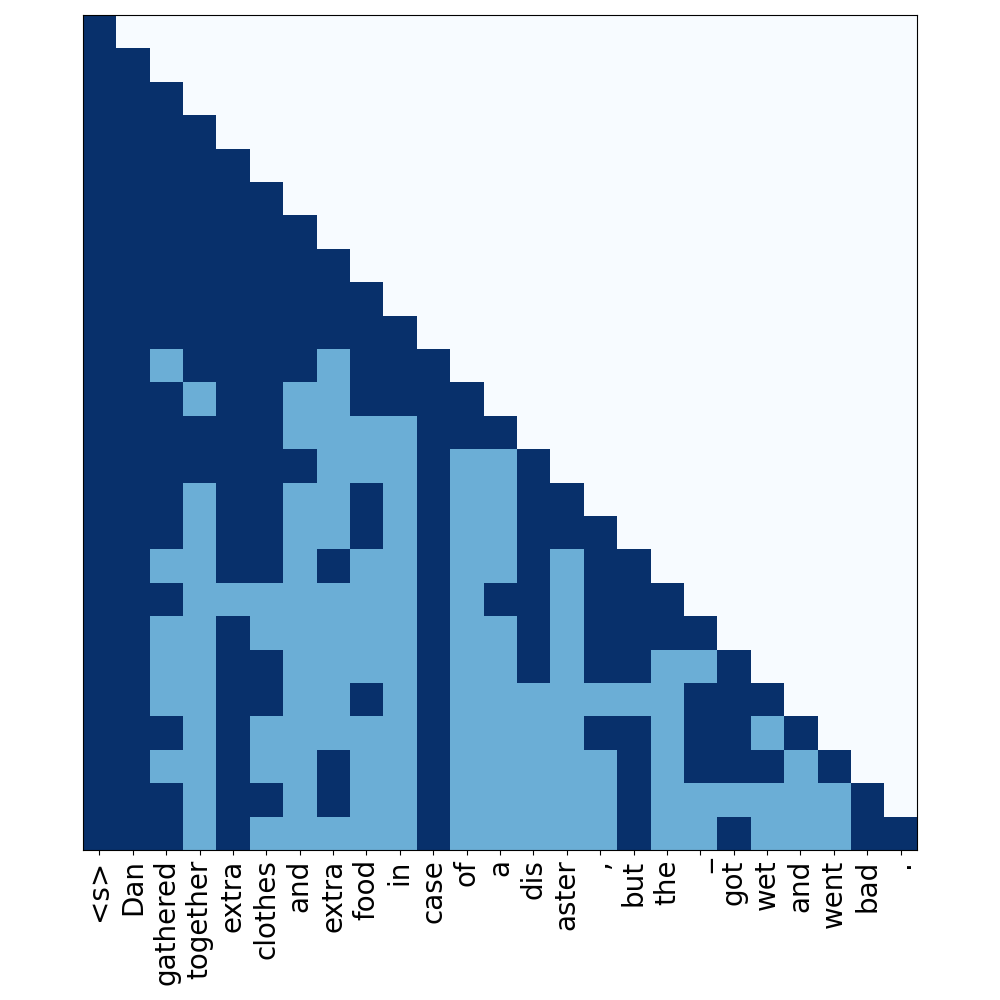 <s>
Dan
gathered
together
extra
clothes
and
extra
food
in
case
of
a
dis
aster
,
but
the
_
got
wet
and
went
bad
.